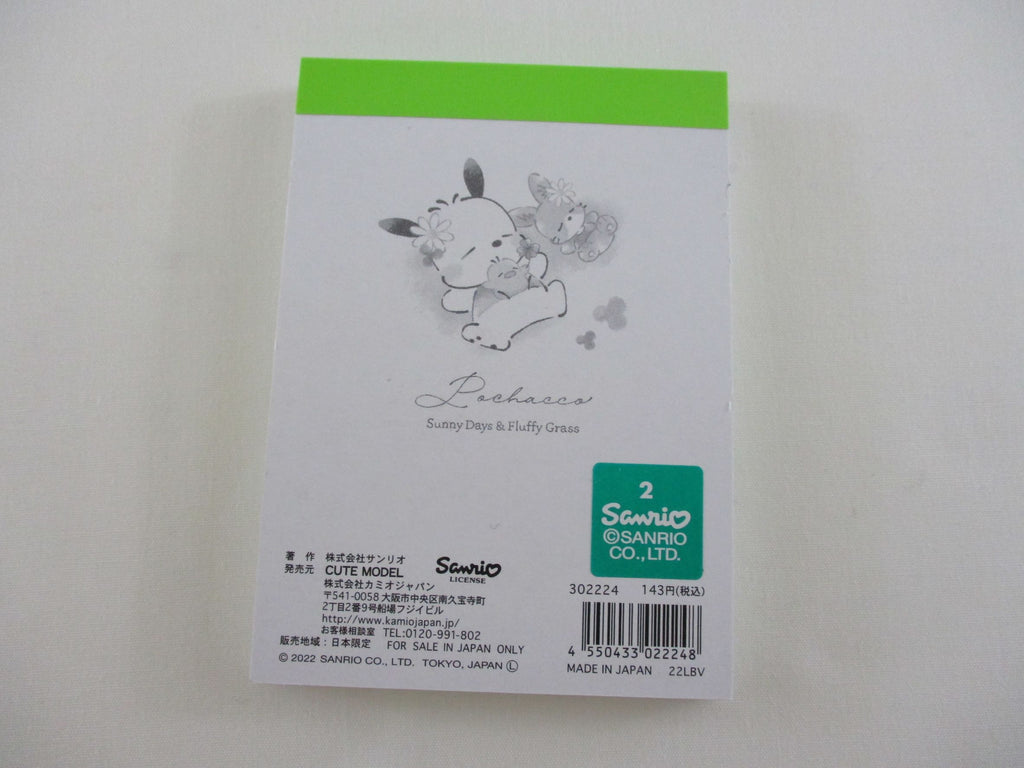 Pochacco
Sunny Days & Fluffy Grass
2
Sanrio
©SANRIO
CO.,LTD.
著 作 株式会社サンリオ
発売元 CUTE MODEL
Sanrio
LICENSE
株式会社カミオジャパン
〒541-0058 大阪市中央区南久宝寺町
2丁目2番9号船場フジイビル
http://www.kamiojapan.jp/
お客様相談室 TEL:0120-991-802
販売地域：日本限定 FOR SALE IN JAPAN ONLY
© 2022 SANRIO CO., LTD. TOKYO, JAPAN Ⓛ
302224 143円(税込)
4 550433 022248
MADE IN JAPAN 22LBV